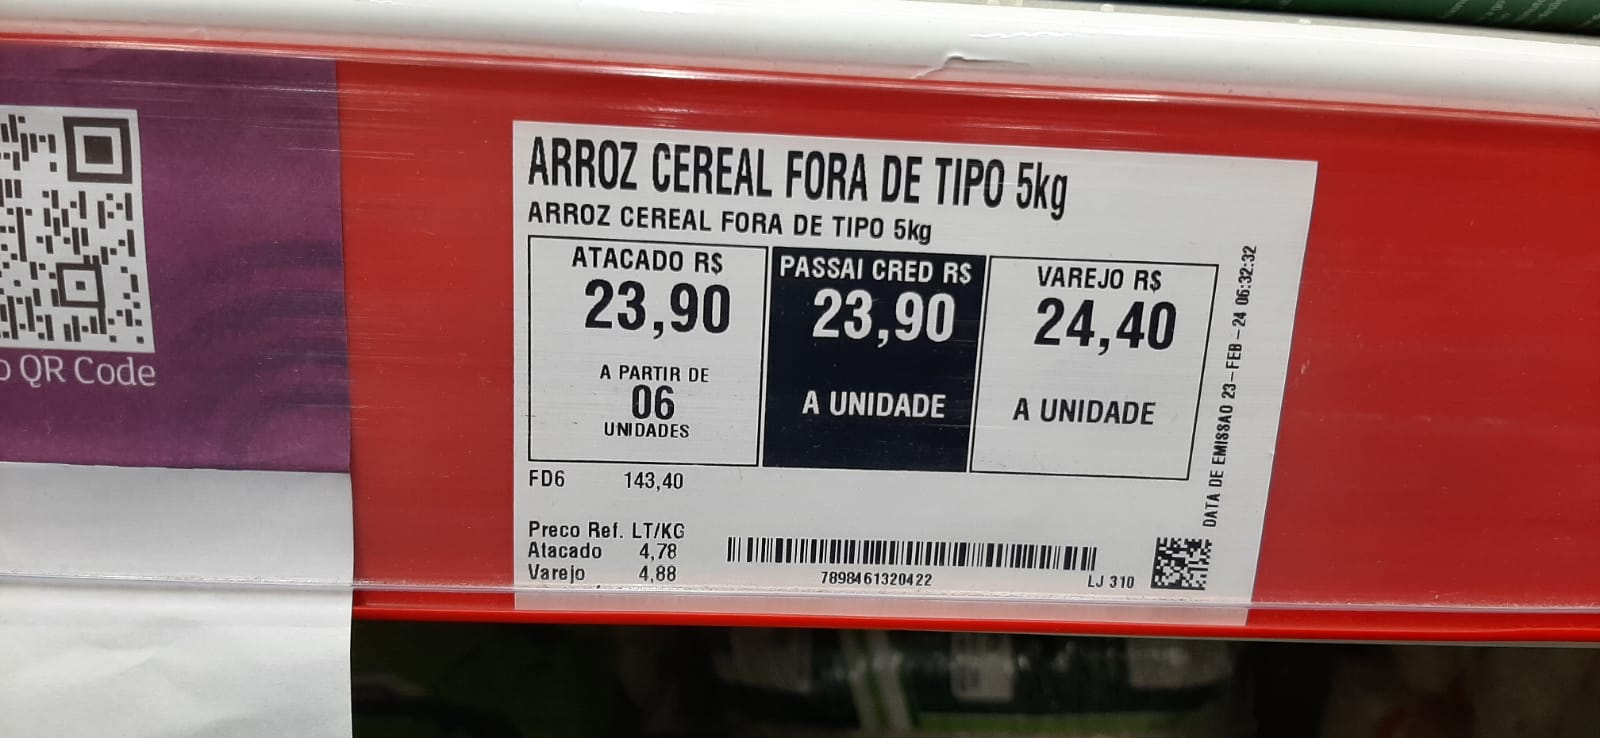 QR Code
ARROZ CEREAL FORA DE TIPO 5kg
ARROZ CEREAL FORA DE TIPO 5kg
ATACADO R$
23,90
A PARTIR DE
06
UNIDADES
PASSAI CRED R$
23,90
A UNIDADE
VAREJO R$
24,40
A UNIDADE
FD6 143,40
Preco Ref. LT/KG
Atacado 4,78
Varejo 4,88
7898461320422
LJ 310
DATA DE EMISSAO 23-FEB-24 06:32:32